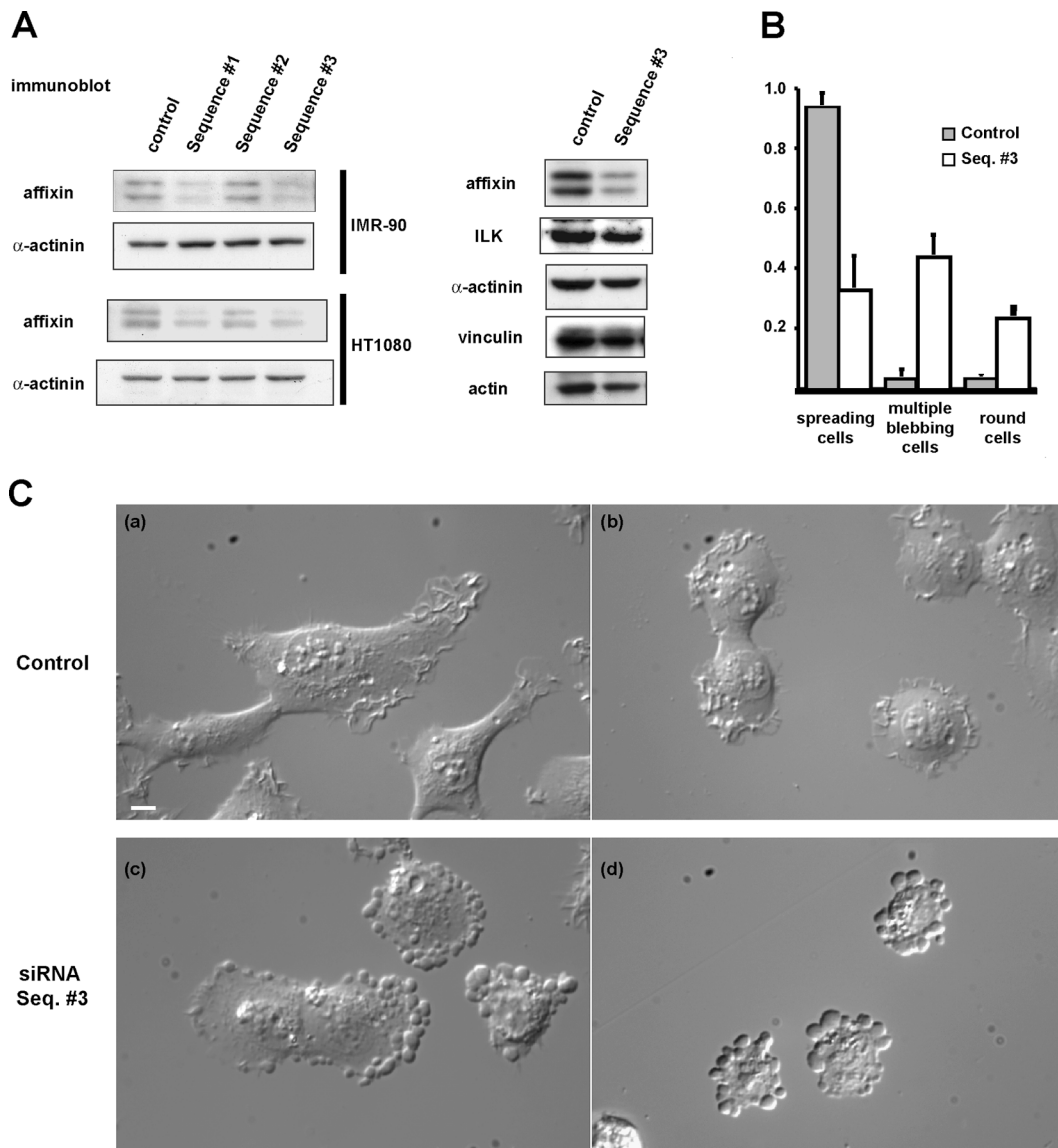 A
immunoblot
control
Sequence #1
Sequence #2
Sequence #3
affixin
α-actinin
IMR-90
affixin
α-actinin
HT1080
control
Sequence #3
affixin
ILK
α-actinin
vinculin
actin
B
1.0
0.8
0.6
0.4
0.2
Control
Seq. #3
spreading
cells
multiple
blebbing
cells
round
cells
C
Control
(a)
(b)
siRNA
Seq. #3
(c)
(d)